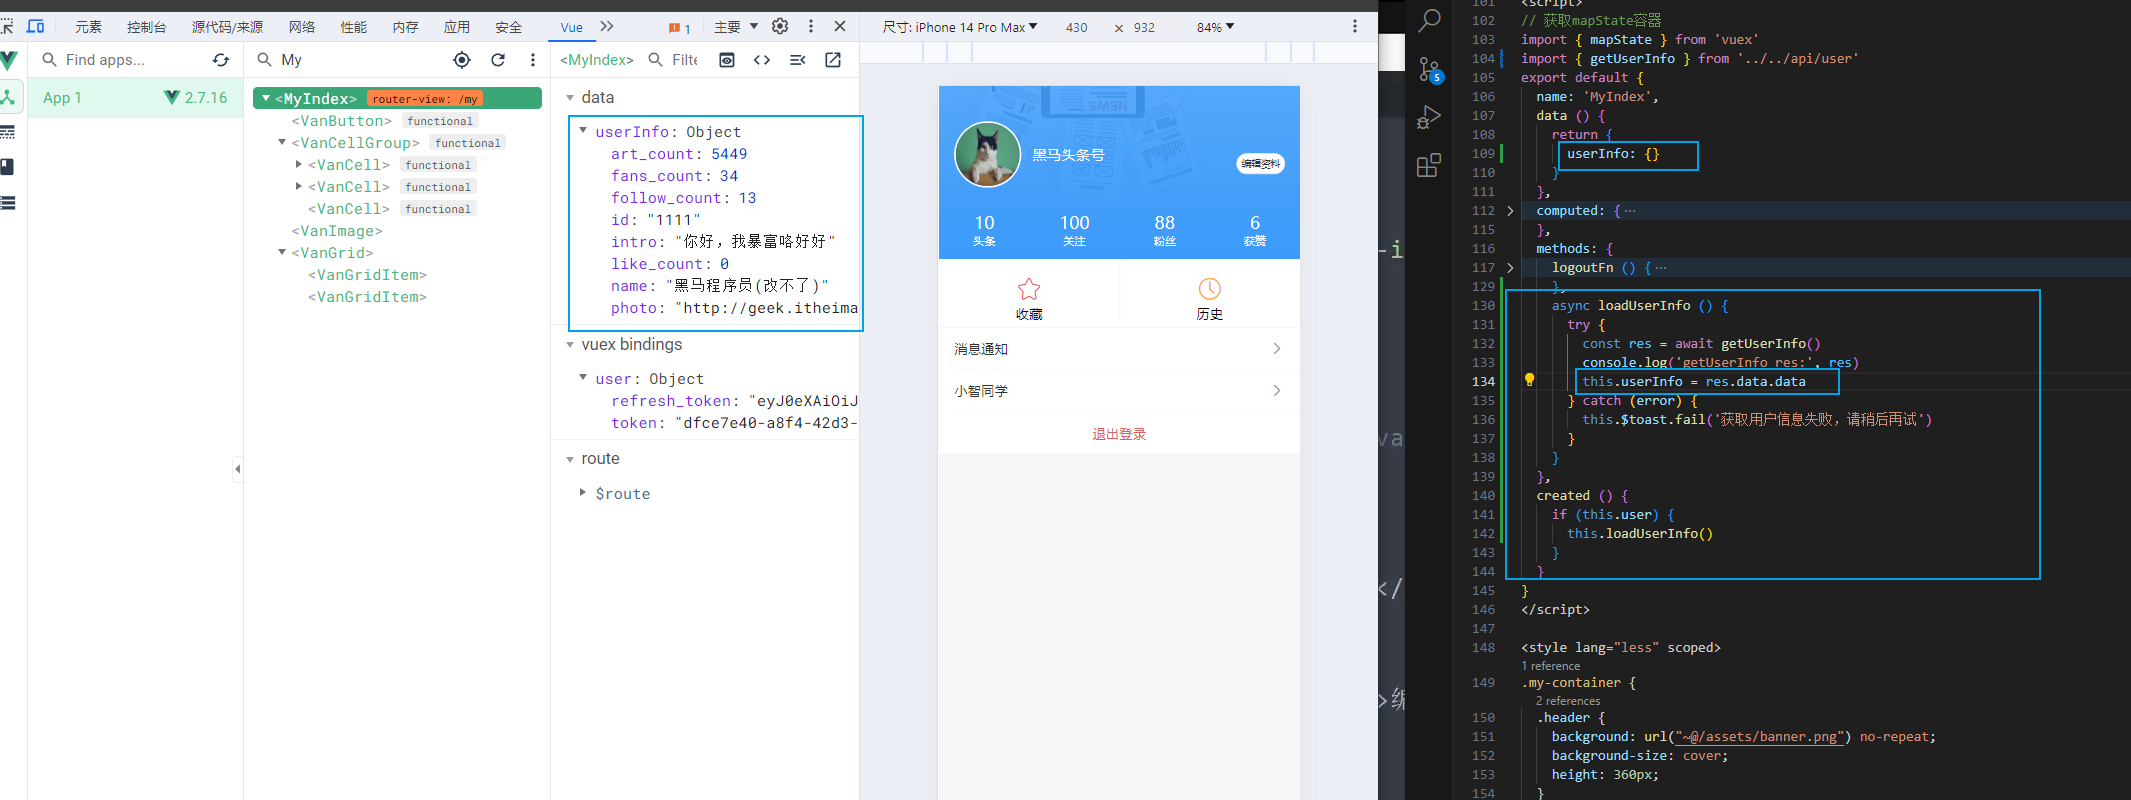 元素 控制台 源代码/来源 网络 性能 内存 应用 安全 Vue 1 主要
尺寸: iPhone 14 Pro Max 430 × 932 84%
Find apps...
App 1 2.7.16
My
<MyIndex> router-view: /my
<VanButton> functional
<VanCellGroup> functional
<VanCell> functional
<VanCell> functional
<VanCell> functional
<VanImage>
<VanGrid>
<VanGridItem>
<VanGridItem>
<MyIndex> Filte
data
userInfo: Object
art_count: 5449
fans_count: 34
follow_count: 13
id: "1111"
intro: "你好，我暴富咯好好"
like_count: 0
name: "黑马程序员(改不了)"
photo: "http://geek.itheima
vuex bindings
user: Object
refresh_token: "eyJ0eXAiOiJ
token: "dfce7e40-a8f4-42d3-
route
$route
NEWS
黑马头条号
编辑资料
10 100 88 6
头条 关注 粉丝 获赞
收藏 历史
消息通知
小智同学
退出登录
-i
va
</
>编
5
101 <script>
102 // 获取mapState容器
103 import { mapState } from 'vuex'
104 import { getUserInfo } from '../../api/user'
105 export default {
106 name: 'MyIndex',
107 data () {
108 return {
109 userInfo: {}
110 }
111 },
112 computed: {…
115 },
116 methods: {
117 logoutFn () {…
129 },
130 async loadUserInfo () {
131 try {
132 const res = await getUserInfo()
133 console.log('getUserInfo res:', res)
134 this.userInfo = res.data.data
135 } catch (error) {
136 this.$toast.fail('获取用户信息失败，请稍后再试')
137 }
138 }
139 },
140 created () {
141 if (this.user) {
142 this.loadUserInfo()
143 }
144 }
145 }
146 </script>
147
148 <style lang="less" scoped>
1 reference
149 .my-container {
2 references
150 .header {
151 background: url("~@/assets/banner.png") no-repeat;
152 background-size: cover;
153 height: 360px;
154 }